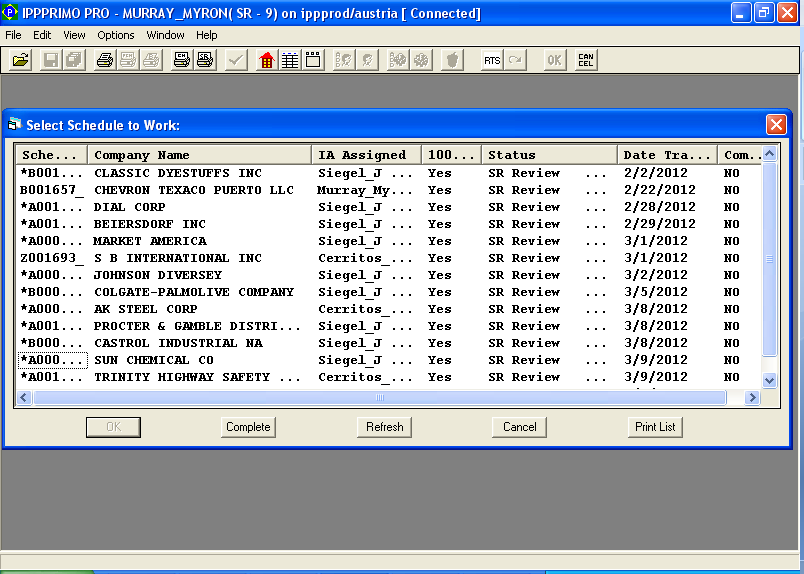 IPPPRIMO PRO - MURRAY_MYRON( SR - 9) on ippprod/austria [ Connected]
File Edit View Options Window Help
RTS OK CAN CEL
Select Schedule to Work:
Sche... Company Name IA Assigned 100... Status Date Tra... Com..
*B001... CLASSIC DYESTUFFS INC Siegel_J ... Yes SR Review ... 2/2/2012 NO
B001657_ CHEVRON TEXACO PUERTO LLC Murray_My... Yes SR Review ... 2/22/2012 NO
*A001... DIAL CORP Siegel_J ... Yes SR Review ... 2/28/2012 NO
*A001... BEIERSDORF INC Siegel_J ... Yes SR Review ... 2/29/2012 NO
*A000... MARKET AMERICA Siegel_J ... Yes SR Review ... 3/1/2012 NO
Z001693_ S B INTERNATIONAL INC Cerritos_... Yes SR Review ... 3/1/2012 NO
*A000... JOHNSON DIVERSEY Siegel_J ... Yes SR Review ... 3/2/2012 NO
*B000... COLGATE-PALMOLIVE COMPANY Siegel_J ... Yes SR Review ... 3/5/2012 NO
*A000... AK STEEL CORP Cerritos_... Yes SR Review ... 3/8/2012 NO
*A001... PROCTER & GAMBLE DISTRI... Siegel_J ... Yes SR Review ... 3/8/2012 NO
*B000... CASTROL INDUSTRIAL NA Siegel_J ... Yes SR Review ... 3/8/2012 NO
*A000... SUN CHEMICAL CO Siegel_J ... Yes SR Review ... 3/9/2012 NO
*A001... TRINITY HIGHWAY SAFETY ... Cerritos_... Yes SR Review ... 3/9/2012 NO
OK Complete Refresh Cancel Print List